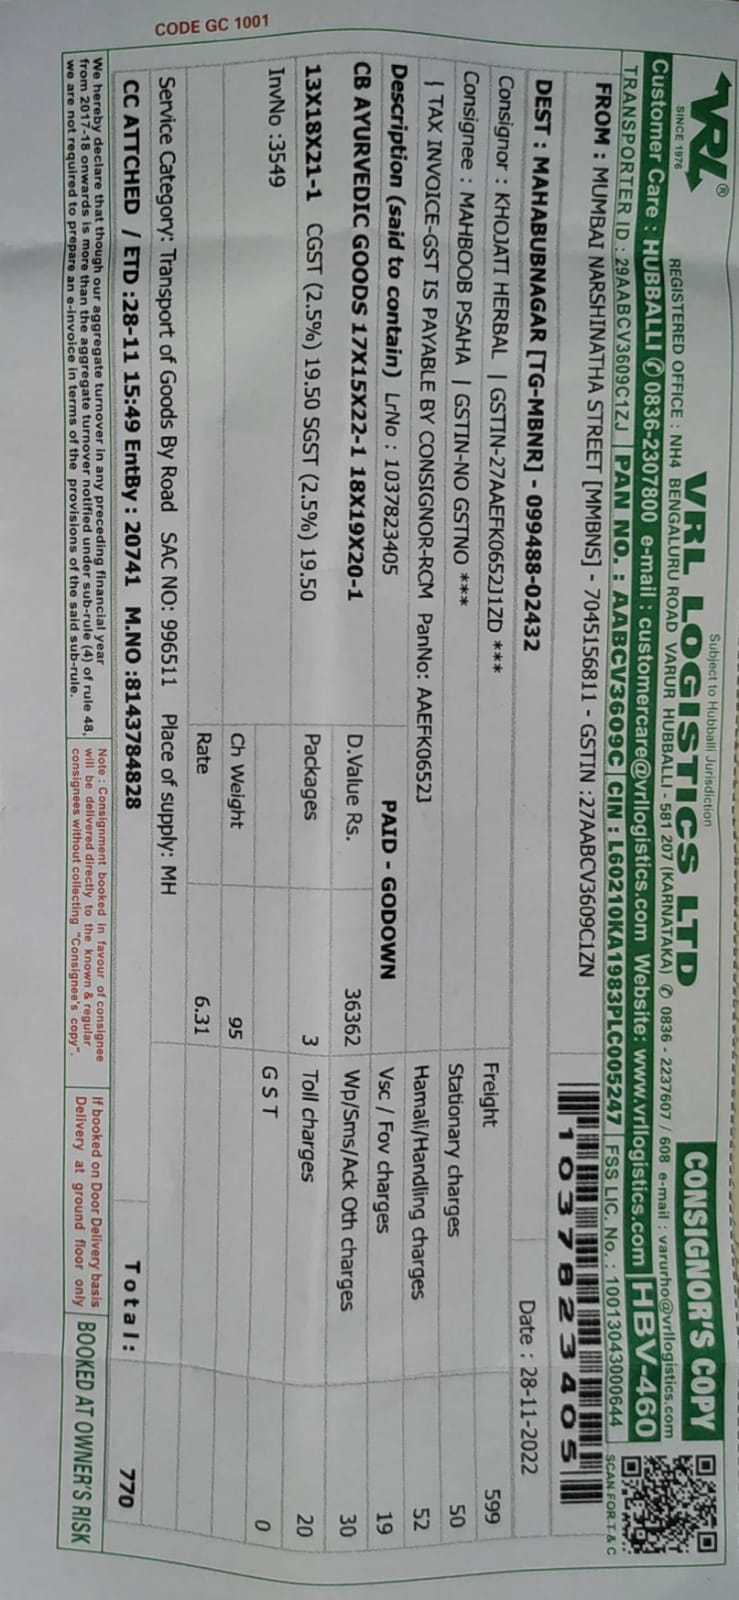 CODE GC 1001
VRL®
SINCE 1976
Subject to Hubballi Jurisdiction
VRL LOGISTICS LTD
CONSIGNOR'S COPY
REGISTERED OFFICE : NH4 BENGALURU ROAD VARUR HUBBALLI - 581 207 (KARNATAKA) ✆ 0836 - 2237607 / 608 e-mail : varurho@vrllogistics.com
Customer Care : HUBBALLI ✆ 0836-2307800 e-mail : customercare@vrllogistics.com Website: www.vrllogistics.com HBV-460
TRANSPORTER ID : 29AABCV3609C1ZJ PAN NO. : AABCV3609C CIN : L60210KA1983PLC005247 FSS LIC. No. : 10013043000644
SCAN FOR T & C
FROM : MUMBAI NARSHINATHA STREET [MMBNS] - 7045156811 - GSTIN :27AABCV3609C1ZN
1037823405
DEST : MAHABUBNAGAR [TG-MBNR] - 099488-02432
Date : 28-11-2022
Consignor : KHOJATI HERBAL | GSTIN-27AAEFK0652J1ZD ***
Freight 599
Consignee : MAHBOOB PSAHA | GSTIN-NO GSTNO ***
Stationary charges 50
| TAX INVOICE-GST IS PAYABLE BY CONSIGNOR-RCM PanNo: AAEFK0652J
Hamali/Handling charges 52
Description (said to contain) LrNo : 1037823405
PAID - GODOWN
Vsc / Fov charges 19
CB AYURVEDIC GOODS 17X15X22-1 18X19X20-1
D.Value Rs. 36362
Wp/Sms/Ack Oth charges 30
13X18X21-1 CGST (2.5%) 19.50 SGST (2.5%) 19.50
Packages 3
Toll charges 20
InvNo :3549
G S T 0
Ch Weight 95
Rate 6.31
Service Category: Transport of Goods By Road SAC NO: 996511 Place of supply: MH
CC ATTCHED / ETD :28-11 15:49 EntBy : 20741 M.NO :8143784828
Total: 770
We hereby declare that though our aggregate turnover in any preceding financial year
from 2017-18 onwards is more than the aggregate turnover notified under sub-rule (4) of rule 48,
we are not required to prepare an e-invoice in terms of the provisions of the said sub-rule.
Note : Consignment booked in favour of consignee
will be delivered directly to the known & regular
consignees without collecting "Consignee's copy".
If booked on Door Delivery basis
Delivery at ground floor only
BOOKED AT OWNER'S RISK